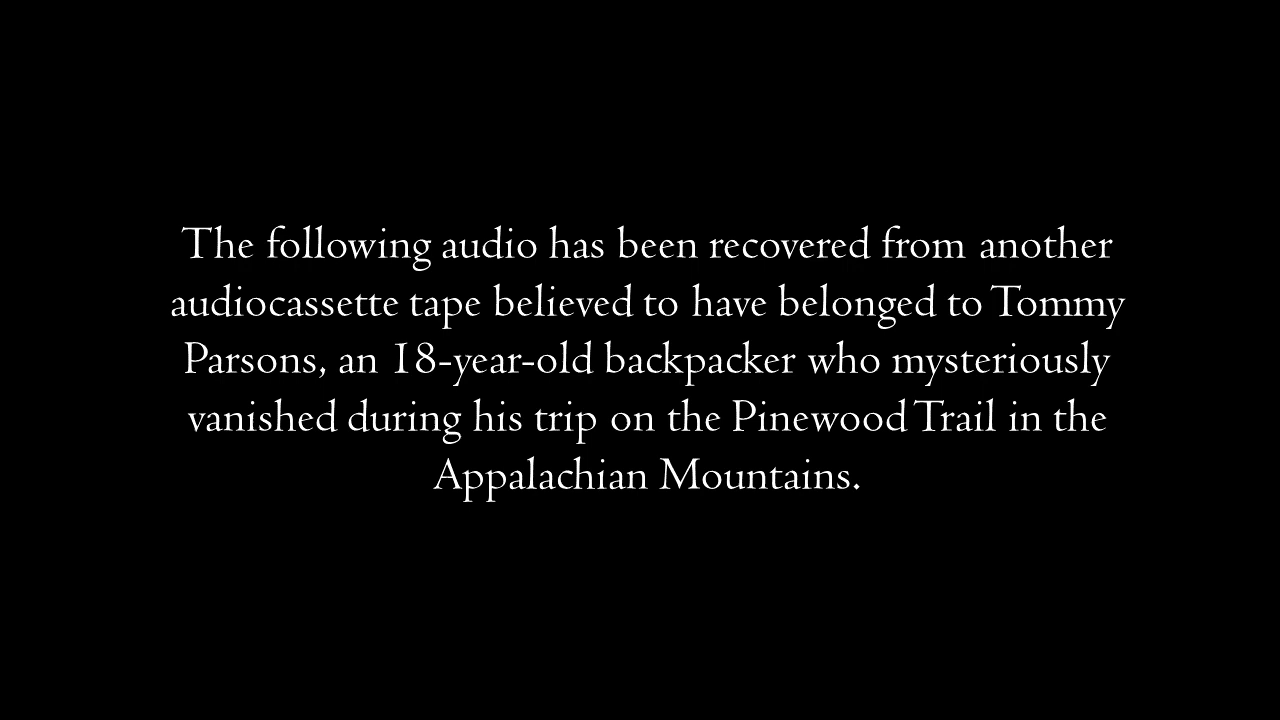 The following audio has been recovered from another
audiocassette tape believed to have belonged to Tommy
Parsons, an 18-year-old backpacker who mysteriously
vanished during his trip on the Pinewood Trail in the
Appalachian Mountains.